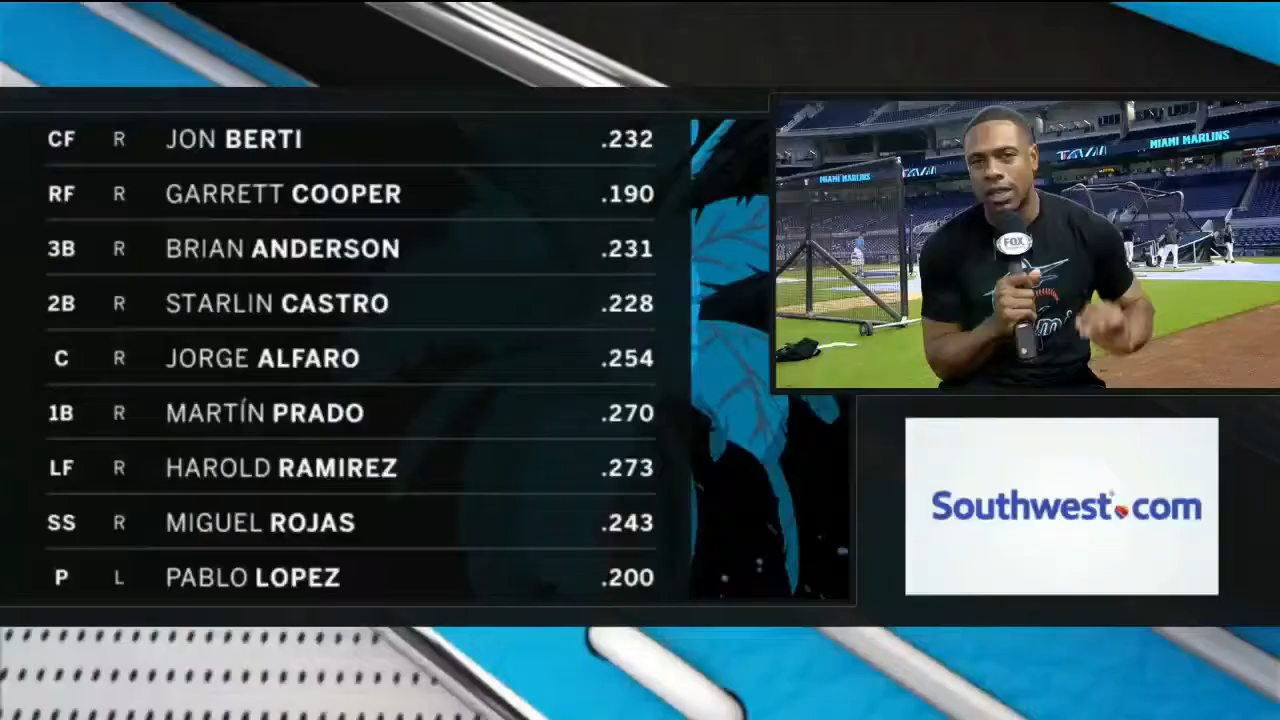 CF R JON BERTI .232
RF R GARRETT COOPER .190
3B R BRIAN ANDERSON .231
2B R STARLIN CASTRO .228
C R JORGE ALFARO .254
1B R MARTÍN PRADO .270
LF R HAROLD RAMIREZ .273
SS R MIGUEL ROJAS .243
P L PABLO LOPEZ .200
MIAMI MARLINS
MIAMI MARLINS
FOX
Southwest.com